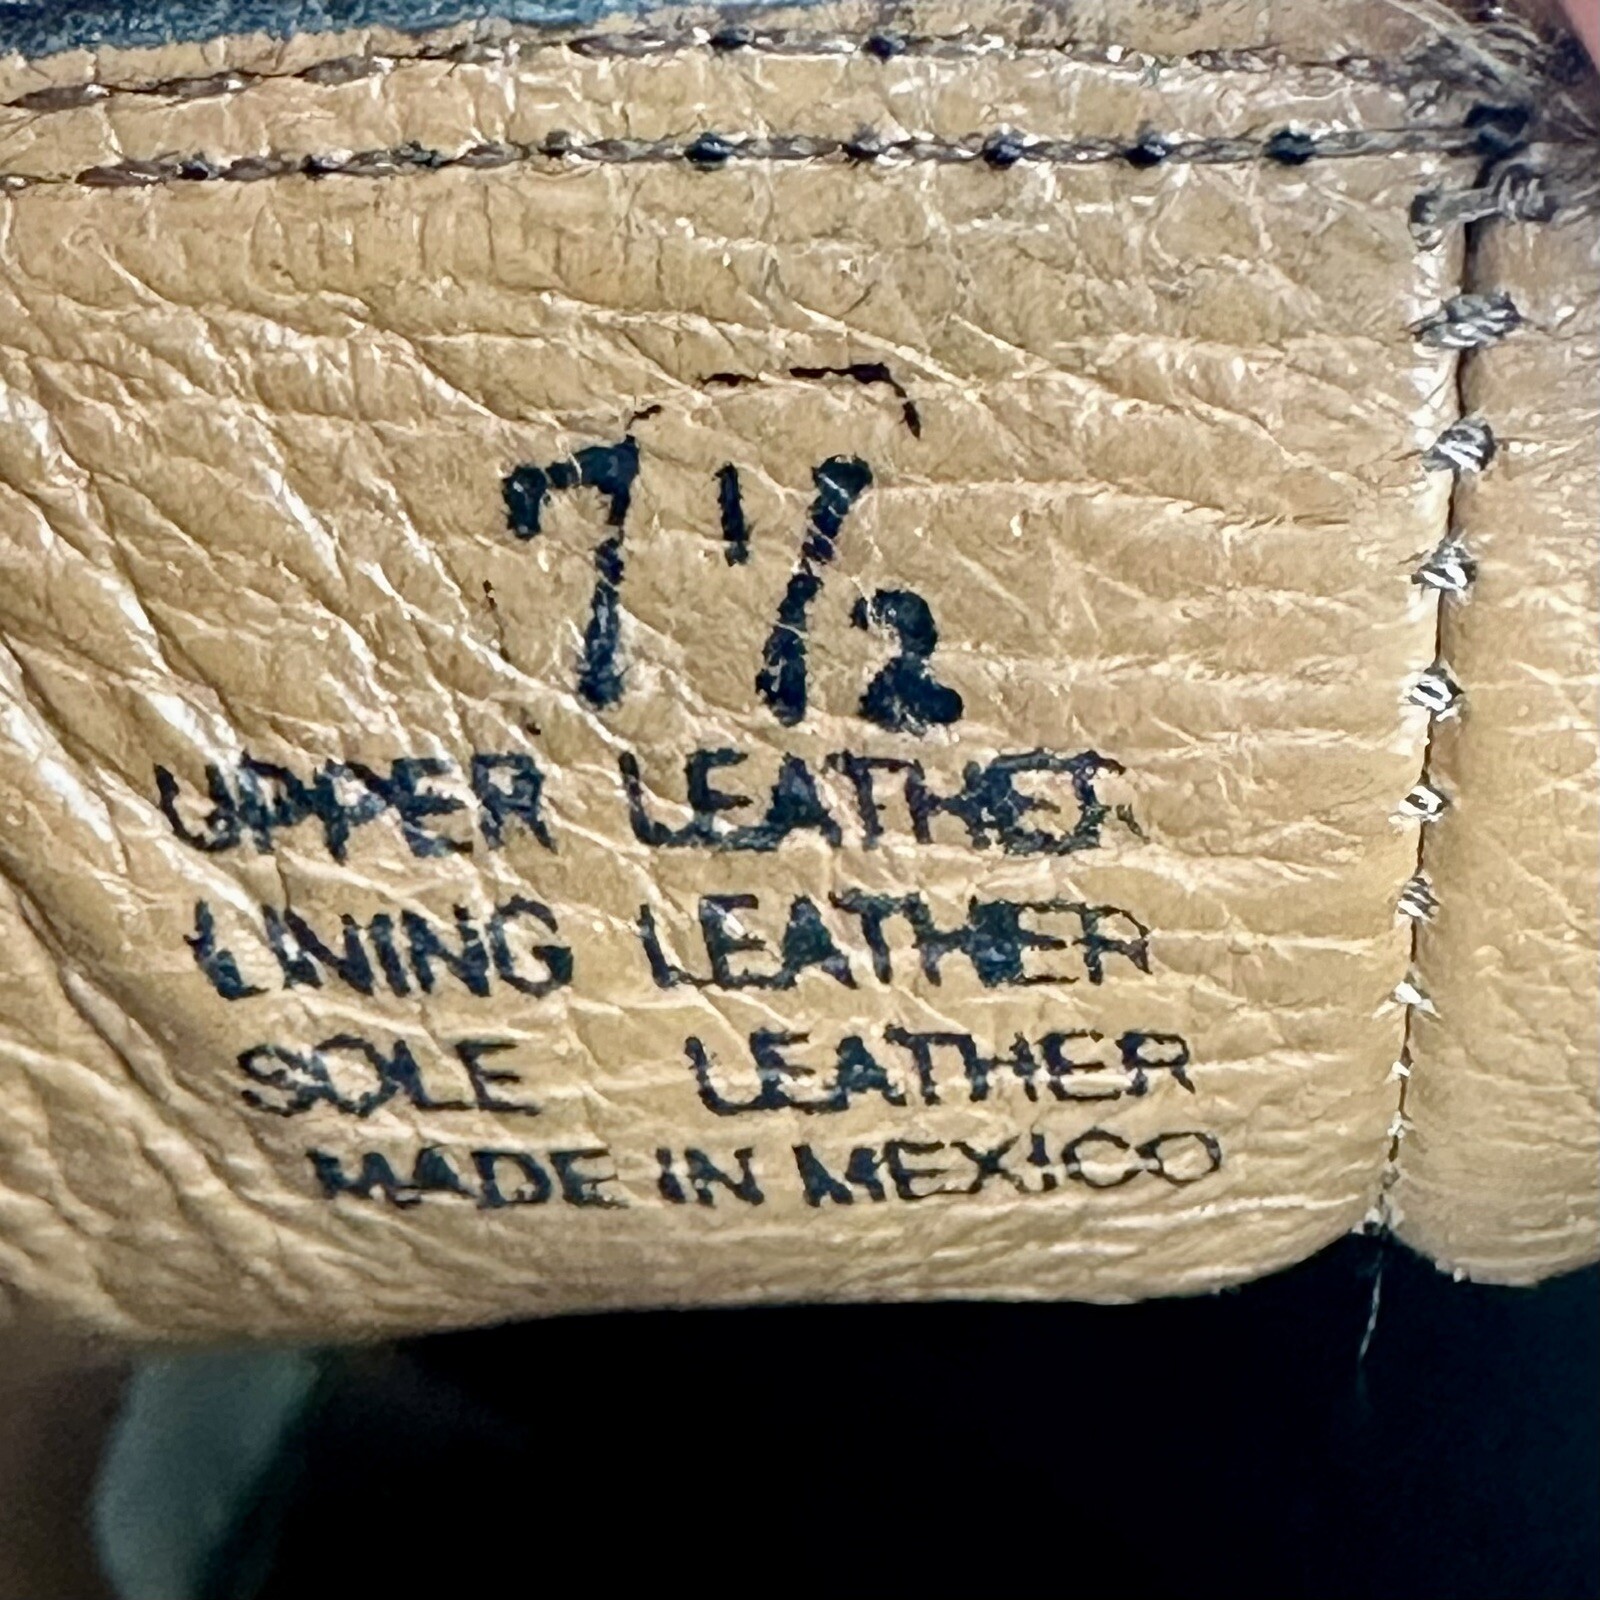 7 1/2
UPPER LEATHER
LINING LEATHER
SOLE LEATHER
MADE IN MEXICO